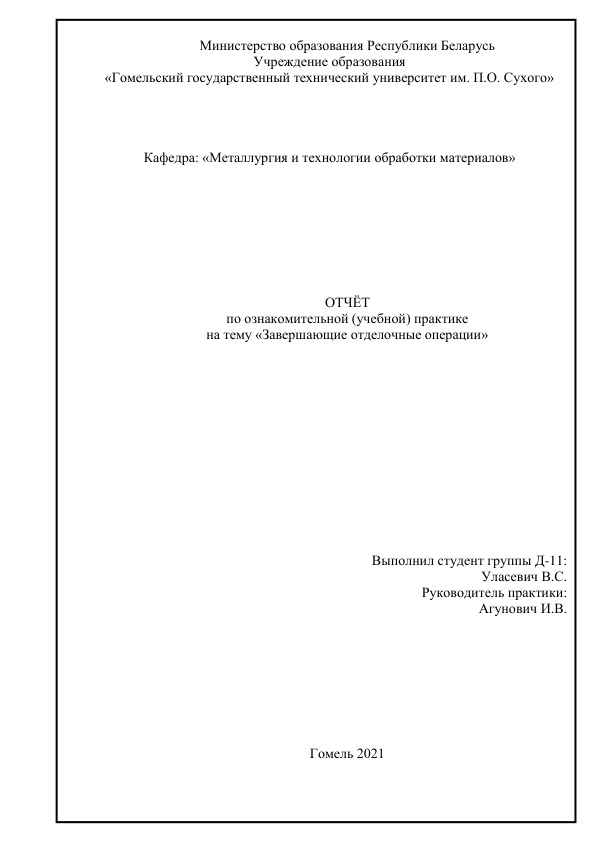 Министерство образования Республики Беларусь
Учреждение образования
«Гомельский государственный технический университет им. П.О. Сухого»
Кафедра: «Металлургия и технологии обработки материалов»
ОТЧЁТ
по ознакомительной (учебной) практике
на тему «Завершающие отделочные операции»
Выполнил студент группы Д-11:
Уласевич В.С.
Руководитель практики:
Агунович И.В.
Гомель 2021